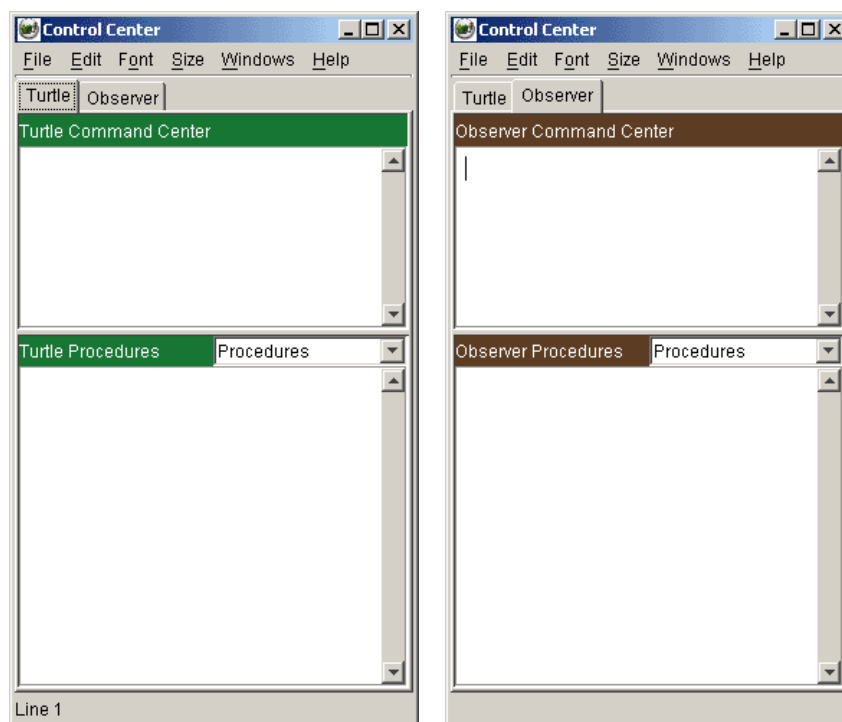 Control Center
File Edit Font Size Windows Help
Turtle Observer
Turtle Command Center
Turtle Procedures Procedures
Line 1
Control Center
File Edit Font Size Windows Help
Turtle Observer
Observer Command Center
Observer Procedures Procedures